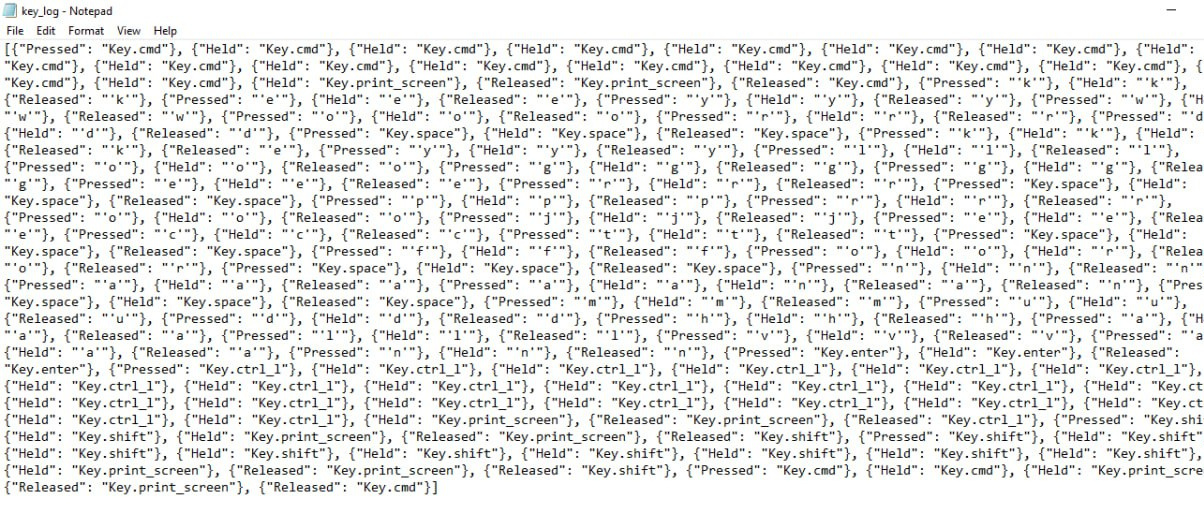 key_log - Notepad
File Edit Format View Help
[{"Pressed": "Key.cmd"}, {"Held": "Key.cmd"}, {"Held": "Key.cmd"}, {"Held": "Key.cmd"}, {"Held": "Key.cmd"}, {"Held": "Key.cmd"}, {"Held": "Key.cmd"}, {"Held":
"Key.cmd"}, {"Held": "Key.cmd"}, {"Held": "Key.cmd"}, {"Held": "Key.cmd"}, {"Held": "Key.cmd"}, {"Held": "Key.cmd"}, {"Held": "Key.cmd"}, {"Held": "Key.cmd"}, {
"Key.cmd"}, {"Held": "Key.print_screen"}, {"Released": "Key.print_screen"}, {"Released": "Key.cmd"}, {"Pressed": "'k'"}, {"Held": "'k'"},
{"Released": "'k'"}, {"Pressed": "'e'"}, {"Held": "'e'"}, {"Released": "'e'"}, {"Pressed": "'y'"}, {"Held": "'y'"}, {"Released": "'y'"}, {"Pressed": "'w'"}, {"H
"'w'"}, {"Released": "'w'"}, {"Pressed": "'o'"}, {"Held": "'o'"}, {"Released": "'o'"}, {"Pressed": "'r'"}, {"Held": "'r'"}, {"Released": "'r'"}, {"Pressed": "'d
{"Held": "'d'"}, {"Released": "'d'"}, {"Pressed": "Key.space"}, {"Held": "Key.space"}, {"Released": "Key.space"}, {"Pressed": "'k'"}, {"Held": "'k'"}, {"Held":
{"Released": "'k'"}, {"Released": "'e'"}, {"Pressed": "'y'"}, {"Held": "'y'"}, {"Released": "'y'"}, {"Pressed": "'l'"}, {"Held": "'l'"}, {"Released": "'l'"},
{"Pressed": "'o'"}, {"Held": "'o'"}, {"Released": "'o'"}, {"Pressed": "'g'"}, {"Held": "'g'"}, {"Released": "'g'"}, {"Pressed": "'g'"}, {"Held": "'g'"}, {"Relea
"'g'"}, {"Pressed": "'e'"}, {"Held": "'e'"}, {"Released": "'e'"}, {"Pressed": "'r'"}, {"Held": "'r'"}, {"Released": "'r'"}, {"Pressed": "Key.space"}, {"Held":
"Key.space"}, {"Released": "Key.space"}, {"Pressed": "'p'"}, {"Held": "'p'"}, {"Released": "'p'"}, {"Pressed": "'r'"}, {"Held": "'r'"}, {"Released": "'r'"},
{"Pressed": "'o'"}, {"Held": "'o'"}, {"Released": "'o'"}, {"Pressed": "'j'"}, {"Held": "'j'"}, {"Released": "'j'"}, {"Pressed": "'e'"}, {"Held": "'e'"}, {"Relea
"'e'"}, {"Pressed": "'c'"}, {"Held": "'c'"}, {"Released": "'c'"}, {"Pressed": "'t'"}, {"Held": "'t'"}, {"Released": "'t'"}, {"Pressed": "Key.space"}, {"Held":
"Key.space"}, {"Released": "Key.space"}, {"Pressed": "'f'"}, {"Held": "'f'"}, {"Released": "'f'"}, {"Pressed": "'o'"}, {"Held": "'o'"}, {"Held": "'r'"}, {"Relea
"'o'"}, {"Released": "'r'"}, {"Pressed": "Key.space"}, {"Held": "Key.space"}, {"Released": "Key.space"}, {"Pressed": "'n'"}, {"Held": "'n'"}, {"Released": "'n'"
{"Pressed": "'a'"}, {"Held": "'a'"}, {"Released": "'a'"}, {"Pressed": "'a'"}, {"Held": "'a'"}, {"Held": "'n'"}, {"Released": "'a'"}, {"Released": "'n'"}, {"Pres
"Key.space"}, {"Held": "Key.space"}, {"Released": "Key.space"}, {"Pressed": "'m'"}, {"Held": "'m'"}, {"Released": "'m'"}, {"Pressed": "'u'"}, {"Held": "'u'"},
{"Released": "'u'"}, {"Pressed": "'d'"}, {"Held": "'d'"}, {"Released": "'d'"}, {"Pressed": "'h'"}, {"Held": "'h'"}, {"Released": "'h'"}, {"Pressed": "'a'"}, {"H
"'a'"}, {"Released": "'a'"}, {"Pressed": "'l'"}, {"Held": "'l'"}, {"Released": "'l'"}, {"Pressed": "'v'"}, {"Held": "'v'"}, {"Released": "'v'"}, {"Pressed": "'a
{"Held": "'a'"}, {"Released": "'a'"}, {"Pressed": "'n'"}, {"Held": "'n'"}, {"Released": "'n'"}, {"Pressed": "Key.enter"}, {"Held": "Key.enter"}, {"Released":
"Key.enter"}, {"Pressed": "Key.ctrl_l"}, {"Held": "Key.ctrl_l"}, {"Held": "Key.ctrl_l"}, {"Held": "Key.ctrl_l"}, {"Held": "Key.ctrl_l"}, {"Held": "Key.ctrl_l"},
{"Held": "Key.ctrl_l"}, {"Held": "Key.ctrl_l"}, {"Held": "Key.ctrl_l"}, {"Held": "Key.ctrl_l"}, {"Held": "Key.ctrl_l"}, {"Held": "Key.ctrl_l"}, {"Held": "Key.ct
{"Held": "Key.ctrl_l"}, {"Held": "Key.ctrl_l"}, {"Held": "Key.ctrl_l"}, {"Held": "Key.ctrl_l"}, {"Held": "Key.ctrl_l"}, {"Held": "Key.ctrl_l"}, {"Held": "Key.ct
{"Held": "Key.ctrl_l"}, {"Held": "Key.ctrl_l"}, {"Held": "Key.print_screen"}, {"Released": "Key.print_screen"}, {"Released": "Key.ctrl_l"}, {"Pressed": "Key.shi
{"Held": "Key.shift"}, {"Held": "Key.print_screen"}, {"Released": "Key.print_screen"}, {"Released": "Key.shift"}, {"Pressed": "Key.shift"}, {"Held": "Key.shift"
{"Held": "Key.shift"}, {"Held": "Key.shift"}, {"Held": "Key.shift"}, {"Held": "Key.shift"}, {"Held": "Key.shift"}, {"Held": "Key.shift"}, {"Held": "Key.shift"},
{"Held": "Key.print_screen"}, {"Released": "Key.print_screen"}, {"Released": "Key.shift"}, {"Pressed": "Key.cmd"}, {"Held": "Key.cmd"}, {"Held": "Key.print_scre
{"Released": "Key.print_screen"}, {"Released": "Key.cmd"}]